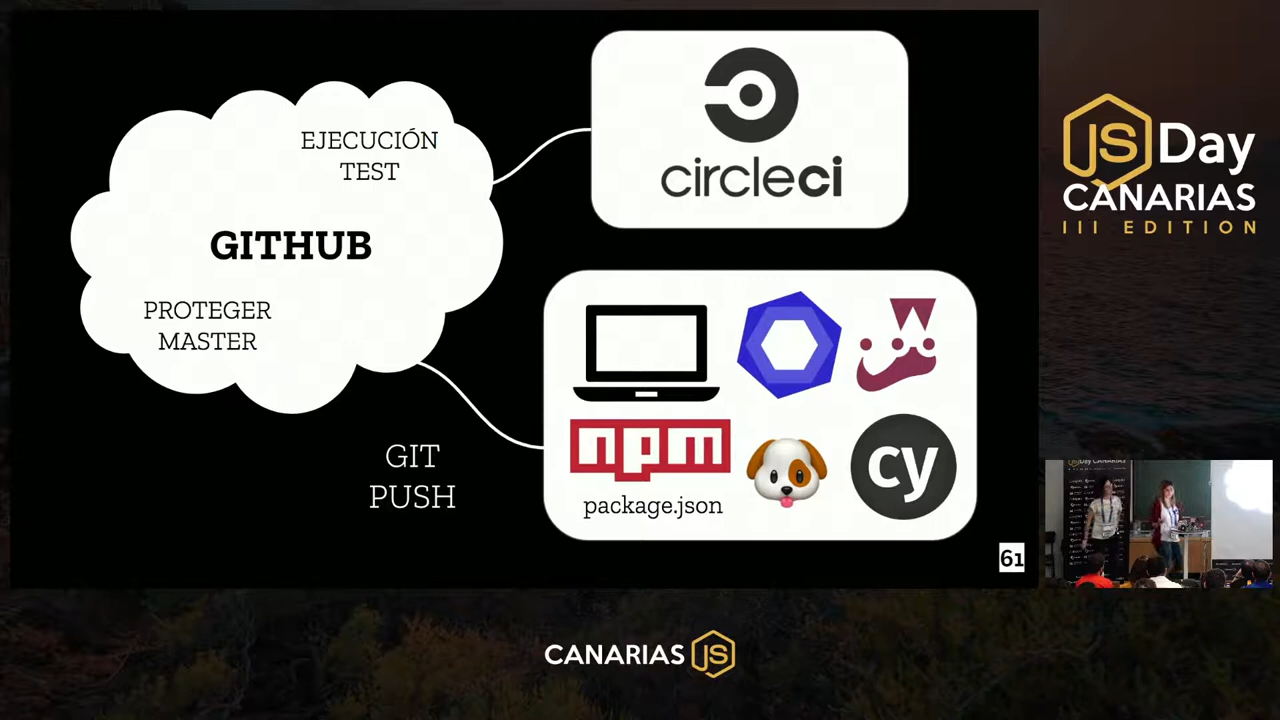 EJECUCIÓN
TEST
GITHUB
PROTEGER
MASTER
GIT
PUSH
circleci
npm
package.json
cy
61
JS Day
CANARIAS
III EDITION
CANARIAS JS